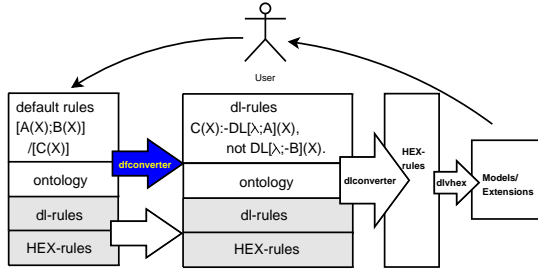 User
default rules
[A(X);B(X)]
/[C(X)]
ontology
dl-rules
HEX-rules
dfconverter
dl-rules
C(X):-DL[λ;A](X),
not DL[λ;-B](X).
ontology
dl-rules
HEX-rules
dlconverter
HEX-
rules
dlvhex
Models/
Extensions